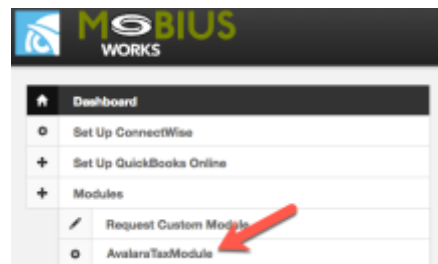 MOBIUS
WORKS
Dashboard
Set Up ConnectWise
Set Up QuickBooks Online
Modules
Request Custom Module
AvalaraTaxModule